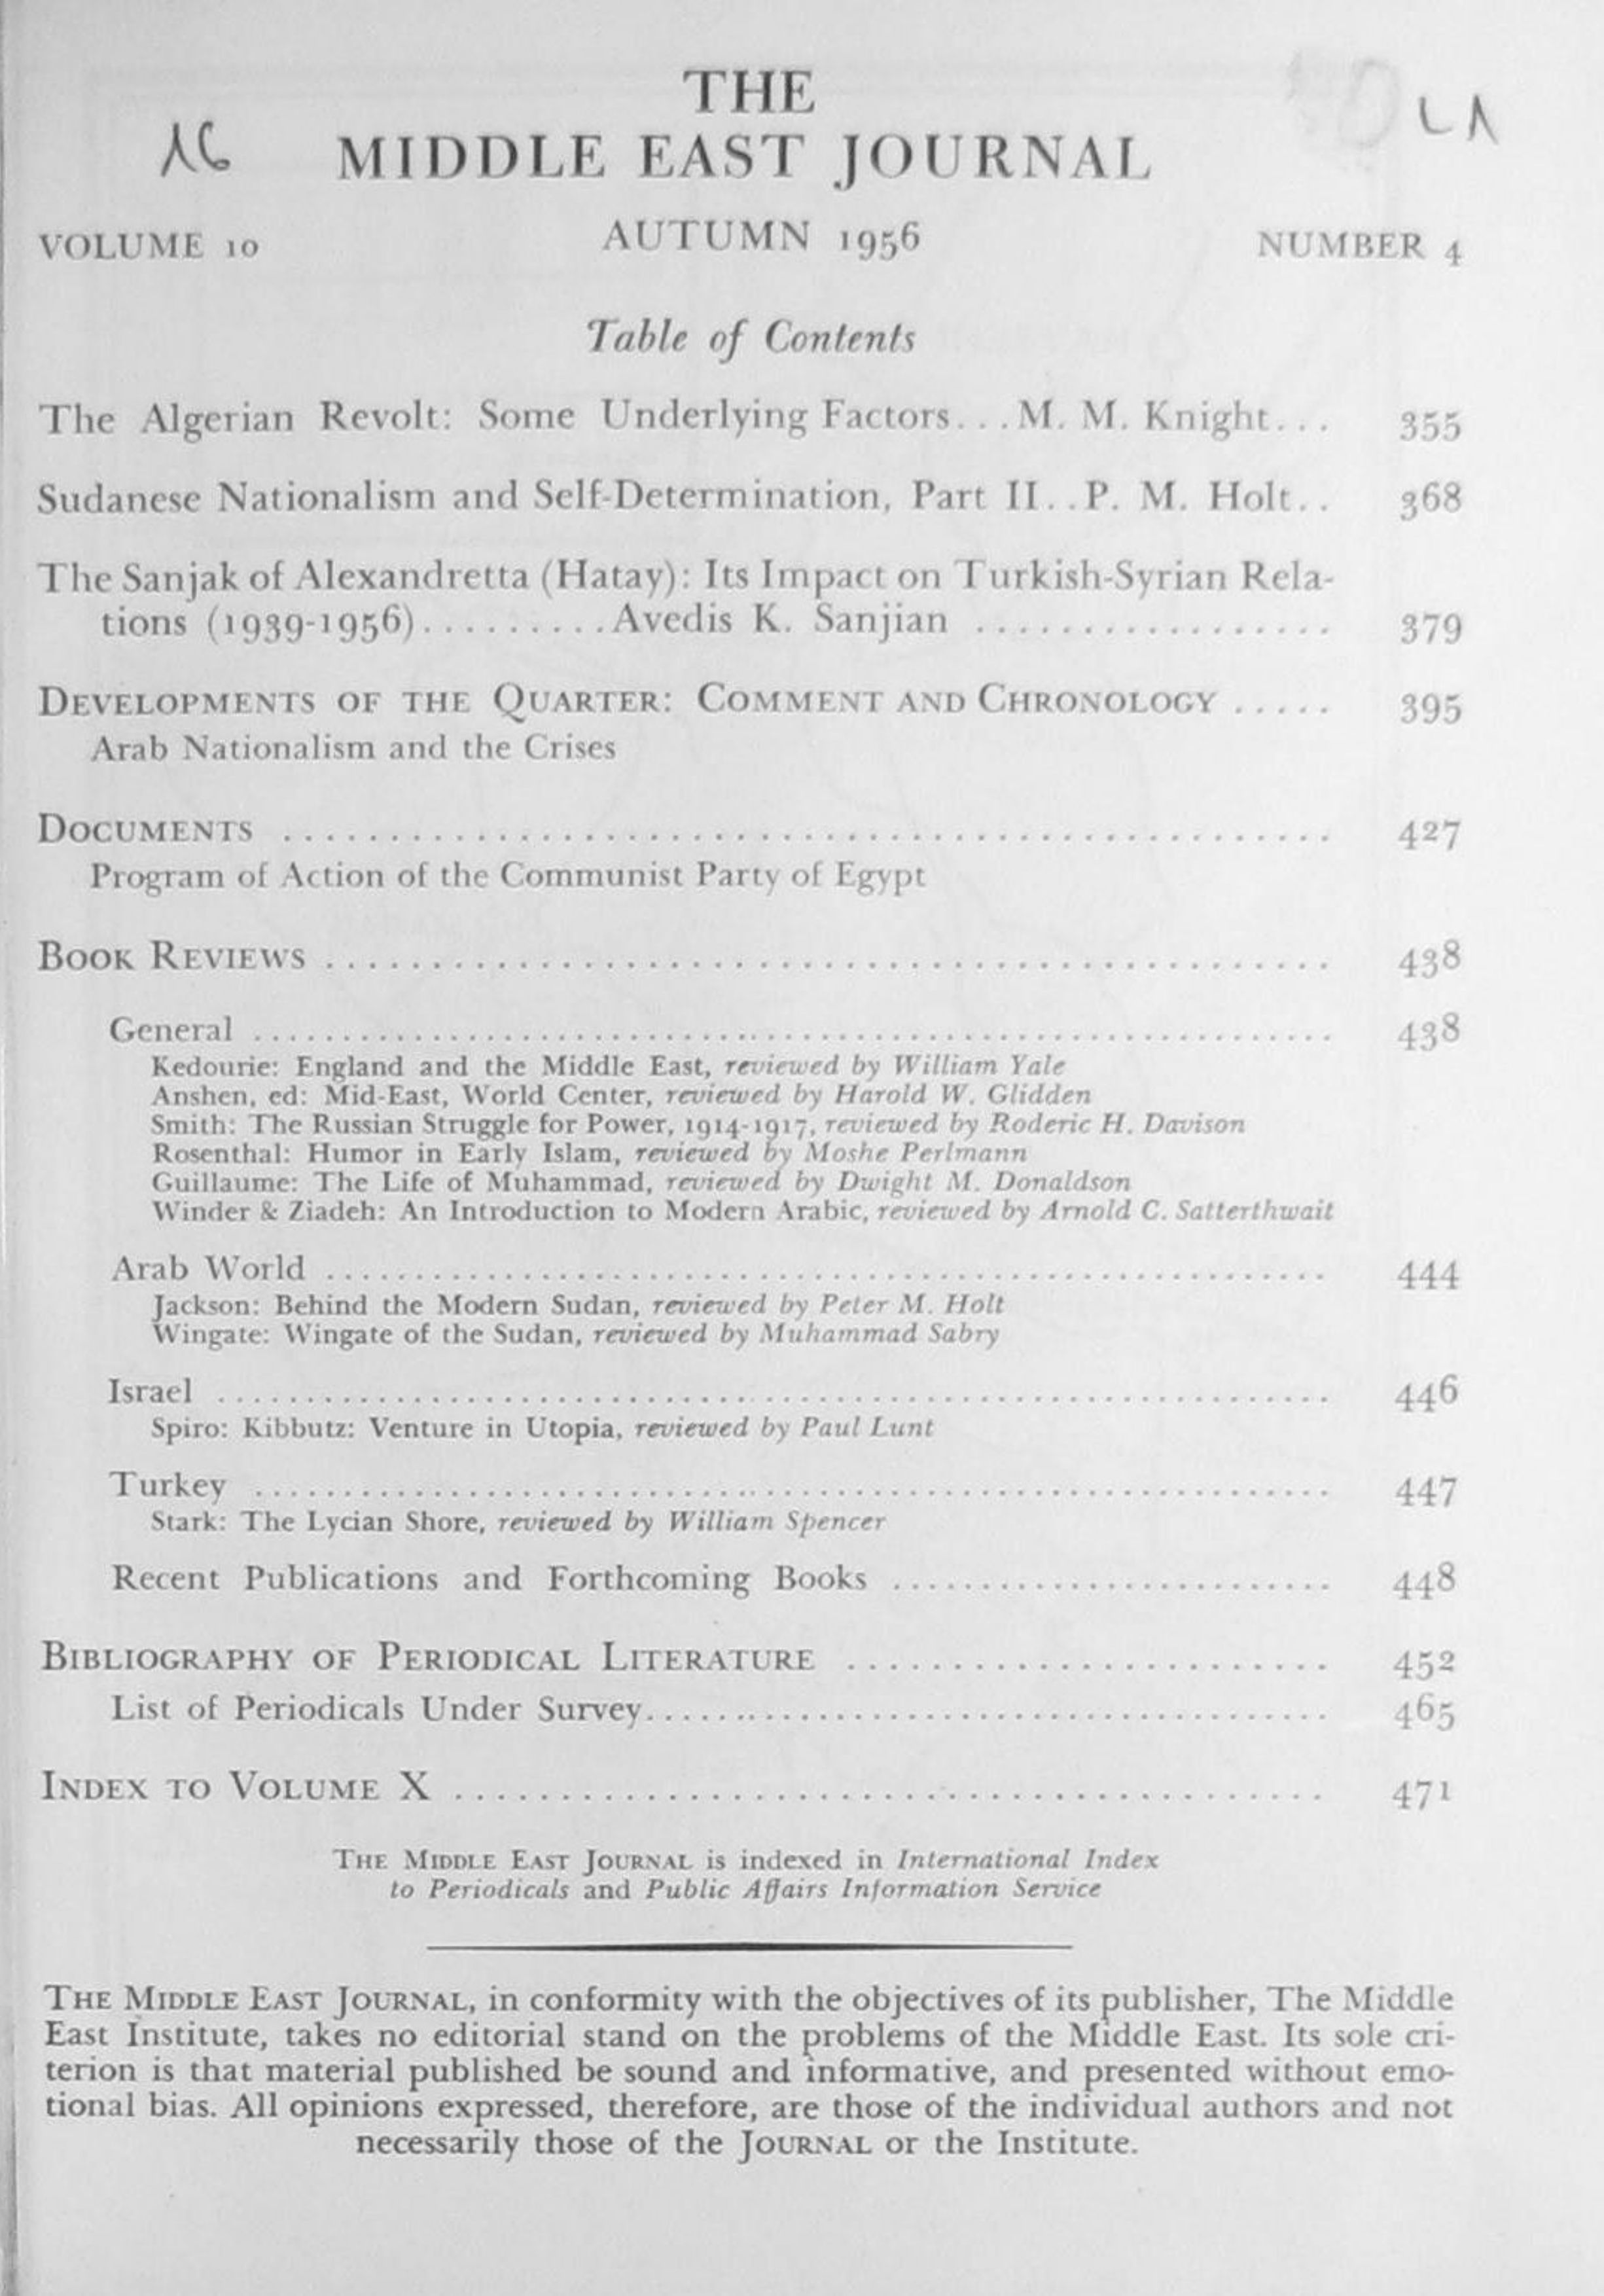 THE
MIDDLE EAST JOURNAL
VOLUME 10 AUTUMN 1956 NUMBER 4
Table of Contents
The Algerian Revolt: Some Underlying Factors...M. M. Knight... 355
Sudanese Nationalism and Self-Determination, Part II..P. M. Holt.. 368
The Sanjak of Alexandretta (Hatay): Its Impact on Turkish-Syrian Rela-
tions (1939-1956).........Avedis K. Sanjian ................. 379
DEVELOPMENTS OF THE QUARTER: COMMENT AND CHRONOLOGY ..... 395
Arab Nationalism and the Crises
DOCUMENTS ................................................. 427
Program of Action of the Communist Party of Egypt
BOOK REVIEWS ............................................... 438
General ............................................................. 438
Kedourie: England and the Middle East, reviewed by William Yale
Anshen, ed: Mid-East, World Center, reviewed by Harold W. Glidden
Smith: The Russian Struggle for Power, 1914-1917, reviewed by Roderic H. Davison
Rosenthal: Humor in Early Islam, reviewed by Moshe Perlmann
Guillaume: The Life of Muhammad, reviewed by Dwight M. Donaldson
Winder & Ziadeh: An Introduction to Modern Arabic, reviewed by Arnold C. Satterthwait
Arab World ......................................................... 444
Jackson: Behind the Modern Sudan, reviewed by Peter M. Holt
Wingate: Wingate of the Sudan, reviewed by Muhammad Sabry
Israel ............................................................... 446
Spiro: Kibbutz: Venture in Utopia, reviewed by Paul Lunt
Turkey ............................................................. 447
Stark: The Lycian Shore, reviewed by William Spencer
Recent Publications and Forthcoming Books ......................... 448
BIBLIOGRAPHY OF PERIODICAL LITERATURE ....................... 452
List of Periodicals Under Survey....................................... 465
INDEX TO VOLUME X ......................................... 471
THE MIDDLE EAST JOURNAL is indexed in International Index
to Periodicals and Public Affairs Information Service
THE MIDDLE EAST JOURNAL, in conformity with the objectives of its publisher, The Middle
East Institute, takes no editorial stand on the problems of the Middle East. Its sole cri-
terion is that material published be sound and informative, and presented without emo-
tional bias. All opinions expressed, therefore, are those of the individual authors and not
necessarily those of the JOURNAL or the Institute.